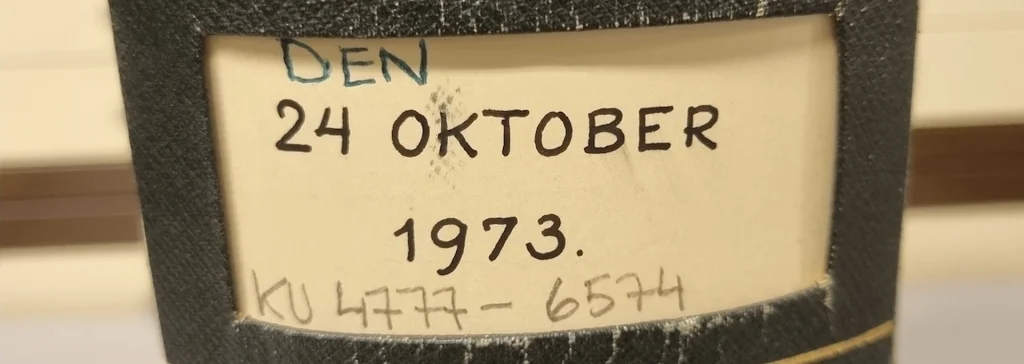 DEN
24 OKTOBER
1973.
KU 4777- 6574